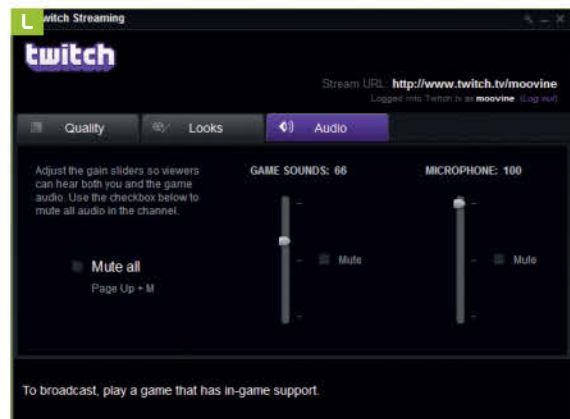 L
witch Streaming
twitch
Stream URL: http://www.twitch.tv/moovine
Logged into Twitch.tv as moovine (Log out)
Quality
Looks
Audio
Adjust the gain sliders so viewers
can hear both you and the game
audio. Use the checkbox below to
mute all audio in the channel.
GAME SOUNDS: 66
MICROPHONE: 100
Mute
Mute
Mute all
Page Up + M
To broadcast, play a game that has in-game support.